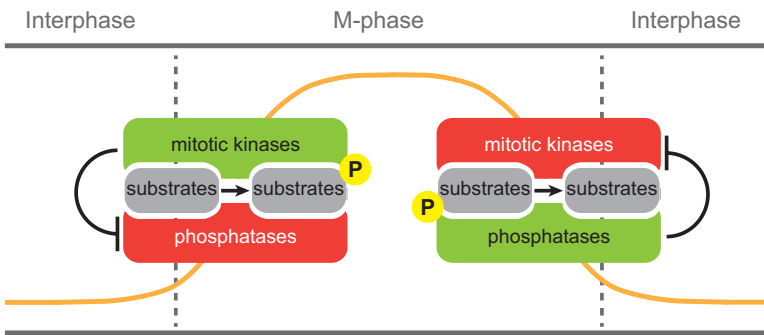 Interphase M-phase Interphase
mitotic kinases mitotic kinases
P
substrates substrates substrates substrates
P
phosphatases phosphatases